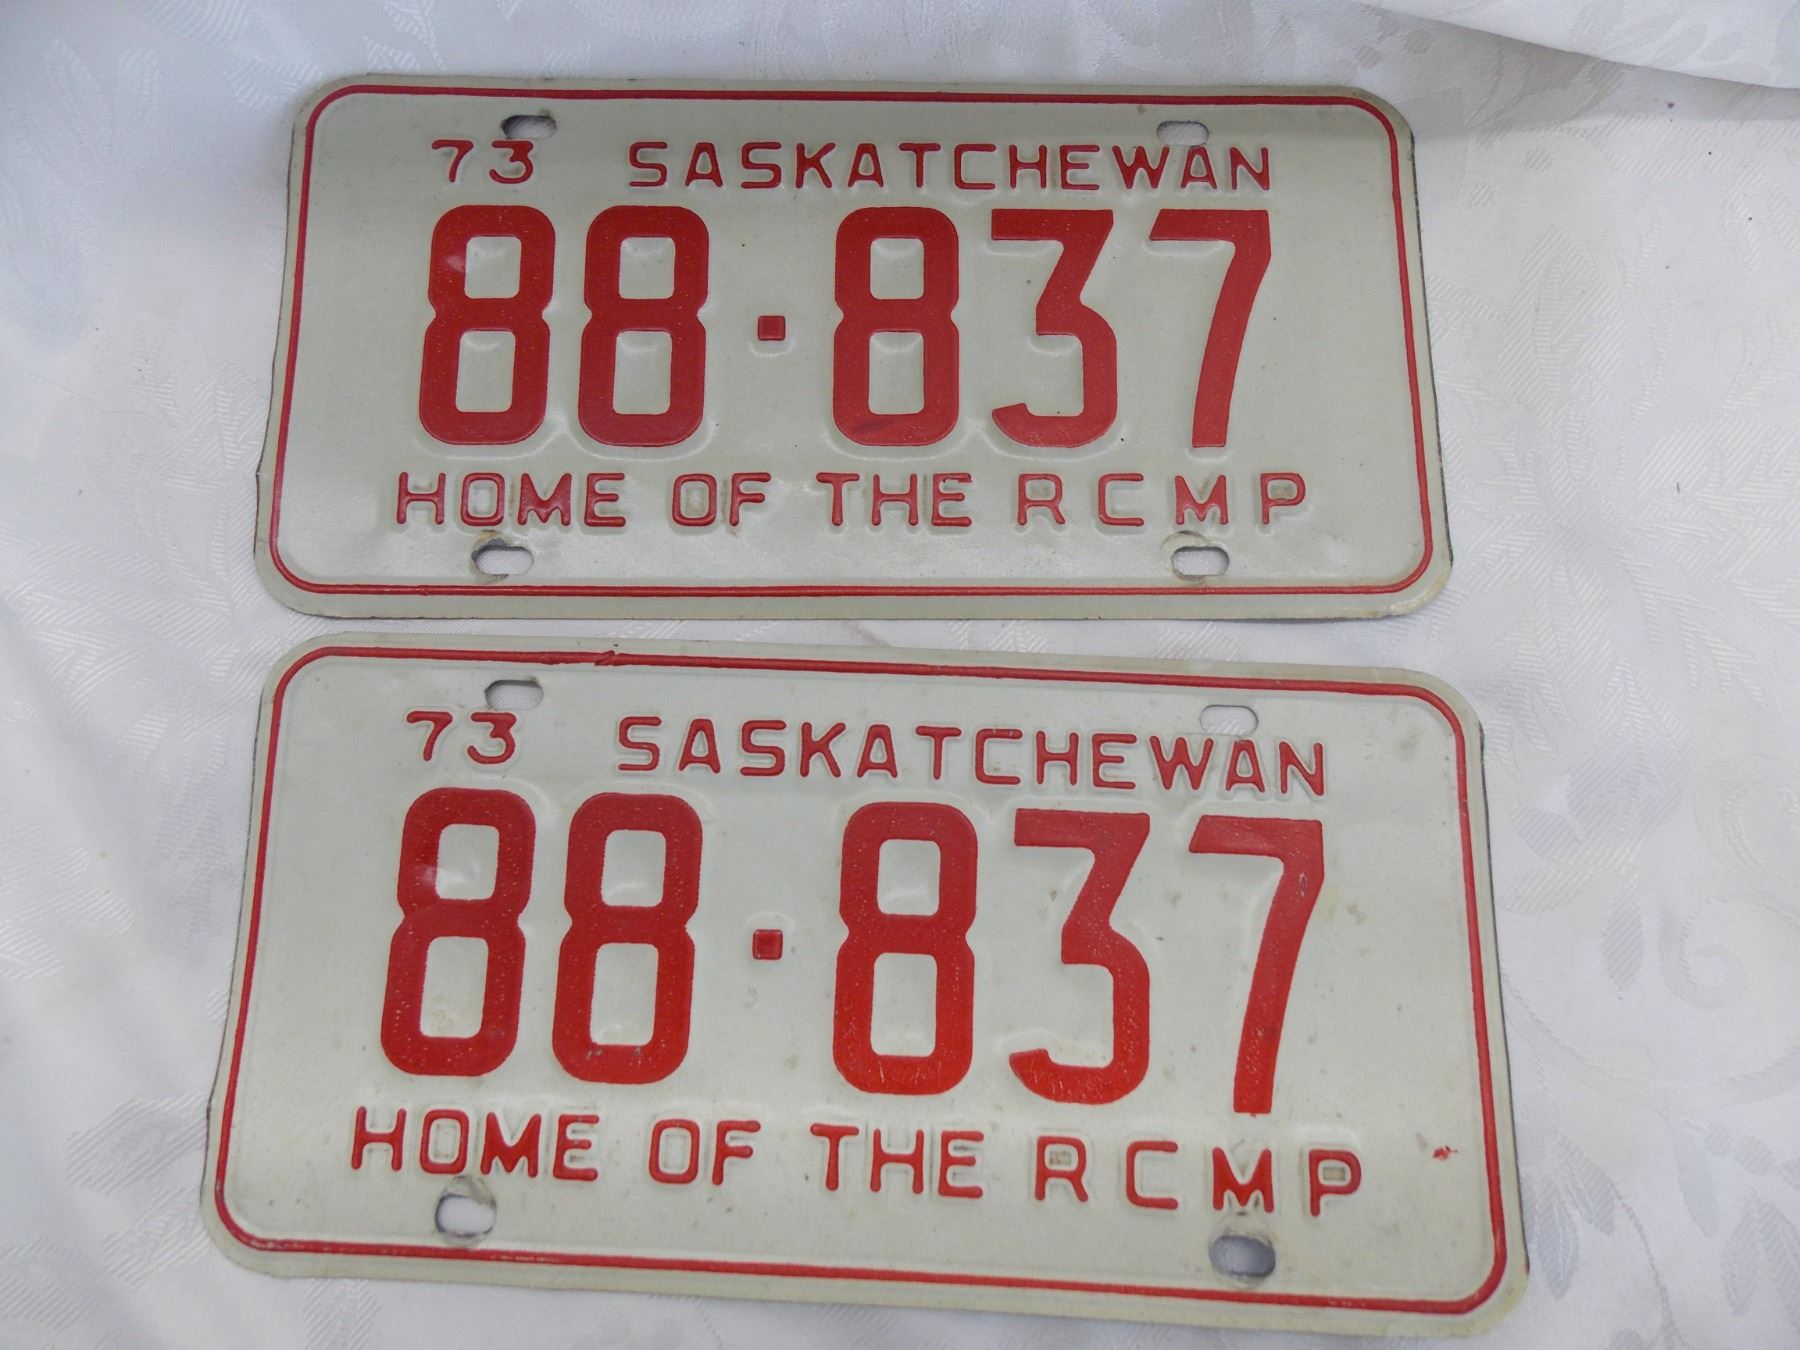 73 SASKATCHEWAN
88·837
HOME OF THE RCMP
73 SASKATCHEWAN
88·837
HOME OF THE RCMP